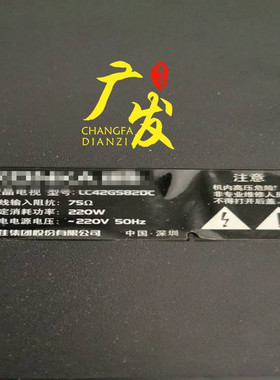 广发
CHANGFA
DIANZI
晶电视 型号: LC42GS82DC
线输入阻抗: 75Ω
定消耗功率: 220W
电电源电压: ~220V 50Hz
佳集团股份有限公司 中国·深圳
注意
机内高压危险!
非专业维修人
不得打开后盖